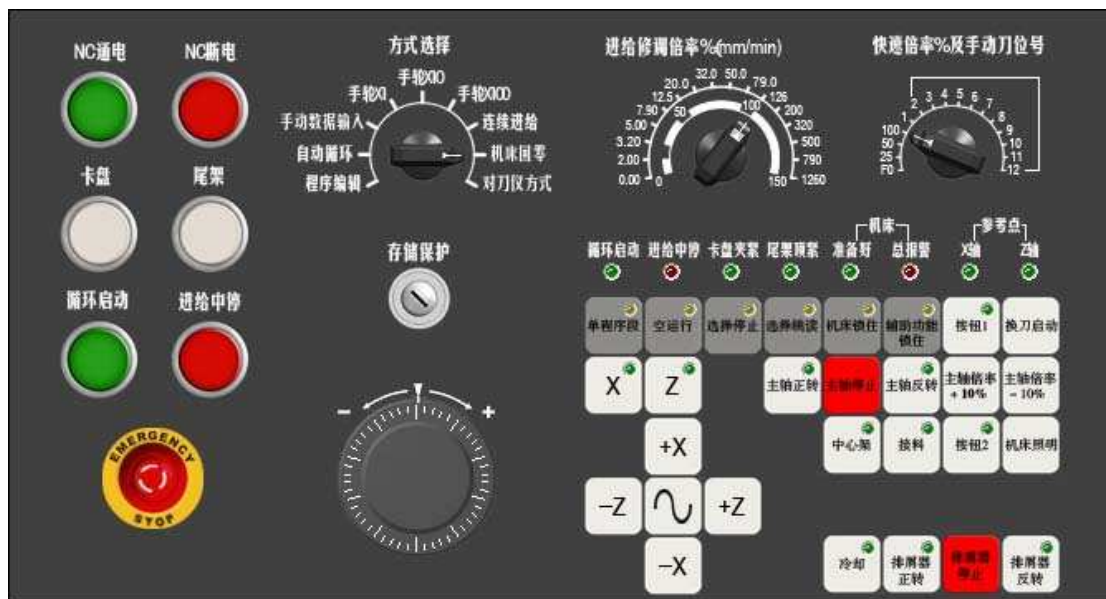 NC通电
NC断电
方式选择
进给修调倍率%(mm/min)
快速倍率%及手动刀位号
手轮X1
手轮X10
手轮X100
手动数据输入
连续进给
自动循环
机床回零
程序编辑
对刀仪方式
0.00
2.00
3.20
5.00
7.90
12.5
20.0
32.0
50.0
79.0
126
200
320
500
790
1260
0
50
100
150
F0
25
50
100
1
2
3
4
5
6
7
8
9
10
11
12
卡盘
尾架
存储保护
循环启动
进给中停
EMERGENCY
STOP
−
+
机床
参考点
循环启动
进给中停
卡盘夹紧
尾架顶紧
准备好
总报警
X轴
Z轴
单程序段
空运行
选择停止
选择跳读
机床锁住
辅助功能
锁住
按钮1
换刀启动
X
Z
主轴正转
主轴停止
主轴反转
主轴倍率
+10%
主轴倍率
−10%
+X
中心架
接料
按钮2
机床照明
−Z
+Z
−X
冷却
排屑器
正转
排屑器
停止
排屑器
反转